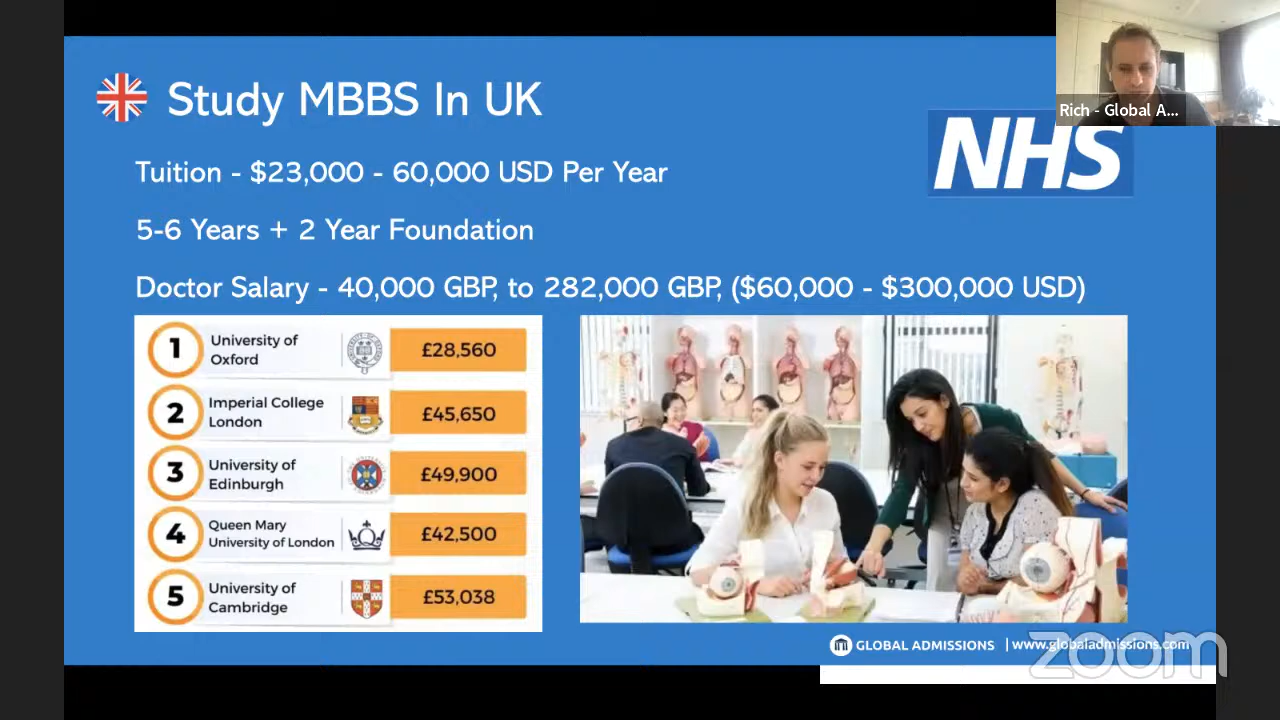 Rich - Global A...
Study MBBS In UK
NHS
Tuition - $23,000 - 60,000 USD Per Year
5-6 Years + 2 Year Foundation
Doctor Salary - 40,000 GBP, to 282,000 GBP, ($60,000 - $300,000 USD)
1 University of Oxford £28,560
2 Imperial College London £45,650
3 University of Edinburgh £49,900
4 Queen Mary University of London £42,500
5 University of Cambridge £53,038
GLOBAL ADMISSIONS | www.globaladmissions.com
zoom